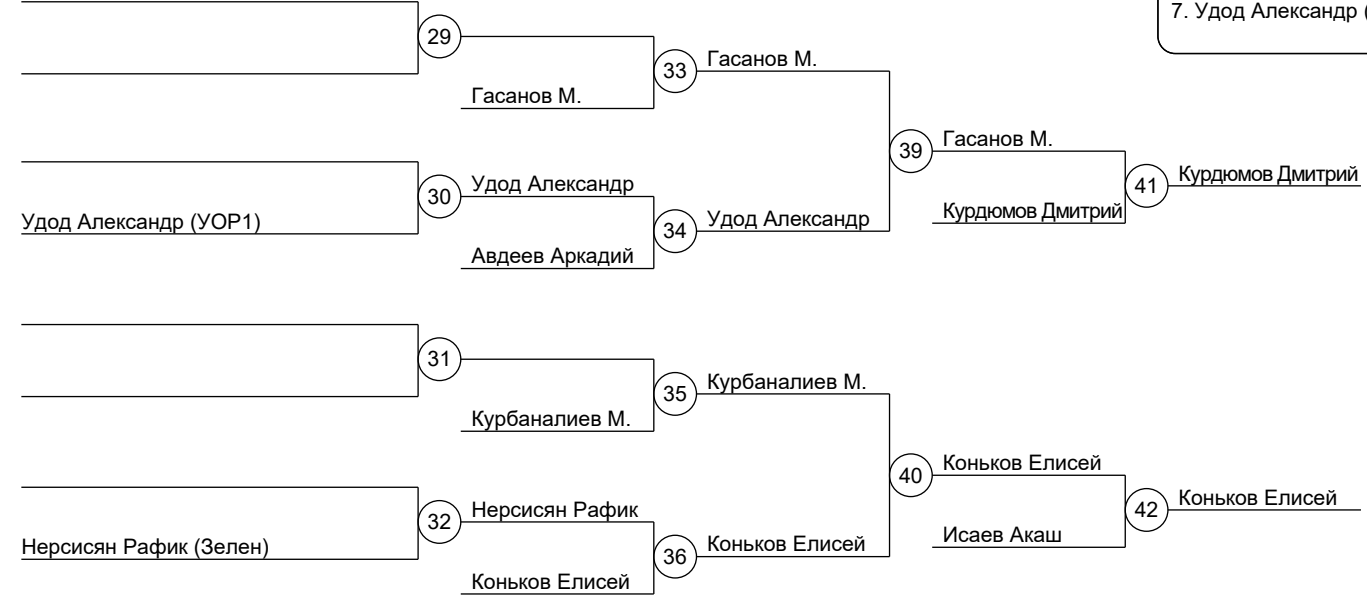 7. Удод Александр (
29
Гасанов М.
33
Гасанов М.
Гасанов М.
39
Гасанов М.
41
Курдюмов Дмитрий
Удод Александр
30
Удод Александр (УОР1)
34
Удод Александр
Курдюмов Дмитрий
Авдеев Аркадий
31
35
Курбаналиев М.
Курбаналиев М.
40
Коньков Елисей
42
Коньков Елисей
32
Нерсисян Рафик
Нерсисян Рафик (Зелен)
36
Коньков Елисей
Исаев Акаш
Коньков Елисей